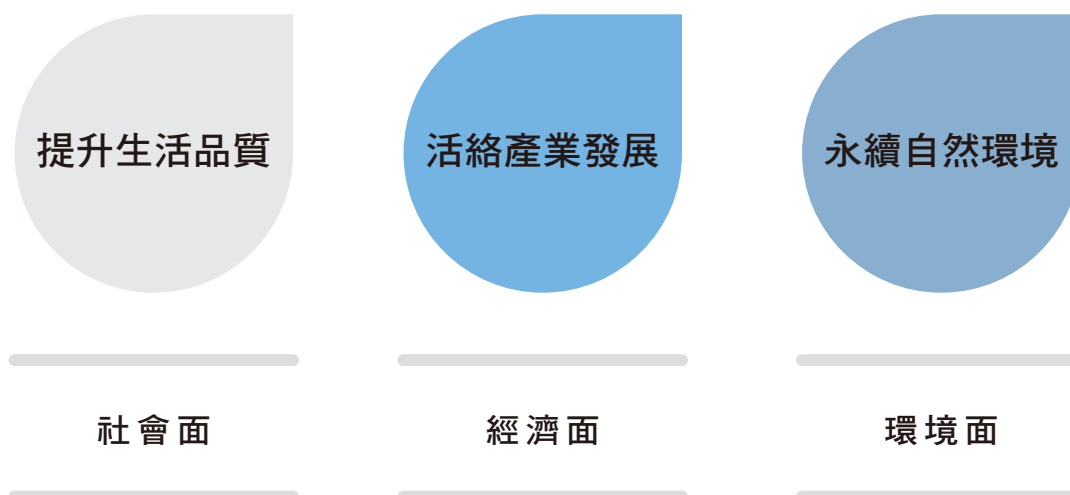 提升生活品質
活絡產業發展
永續自然環境
社會面
經濟面
環境面